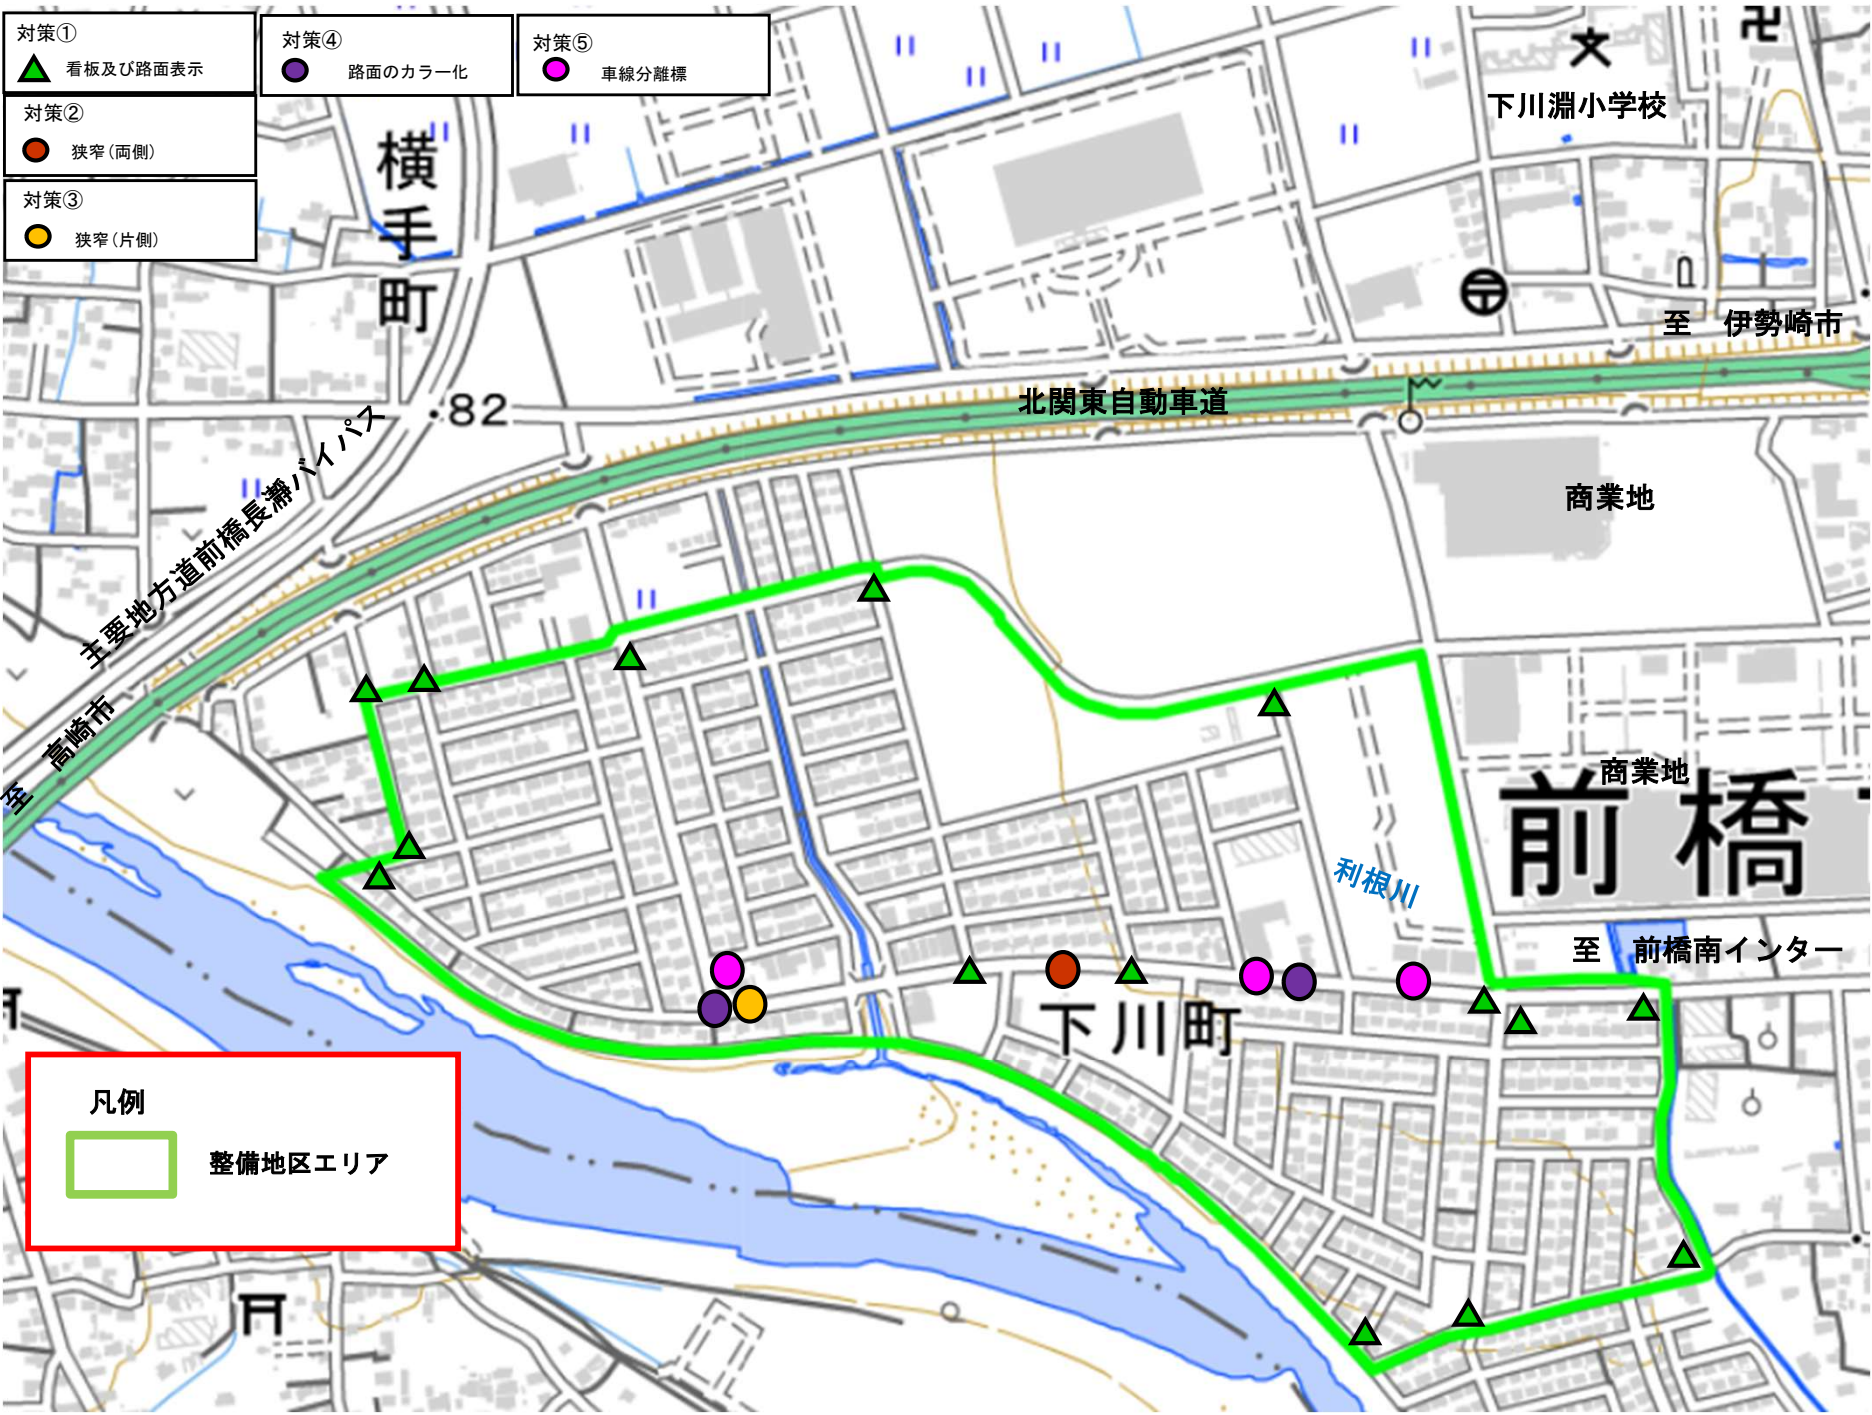 対策①
看板及び路面表示
対策②
狭窄(両側)
対策③
狭窄(片側)
対策④
路面のカラー化
対策⑤
車線分離標
横手町
下川淵小学校
至 伊勢崎市
北関東自動車道
・82
主要地方道前橋長瀞バイパス
至 高崎市
商業地
商業地
前橋
利根川
至 前橋南インター
下川町
凡例
整備地区エリア